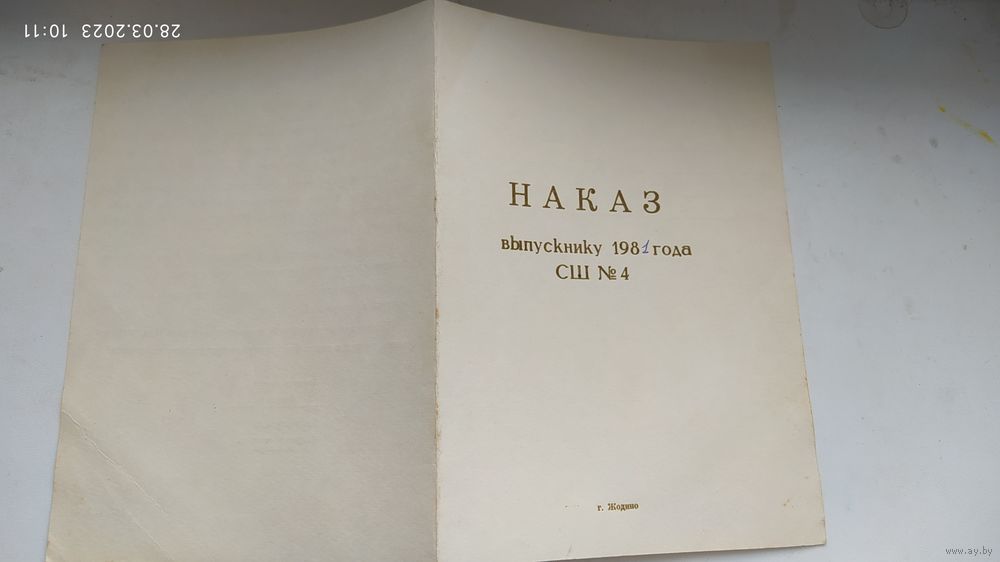 28.03.2023 10:11
НАКАЗ
выпускнику 1981 года
СШ № 4
г. Жодино
www.ay.by